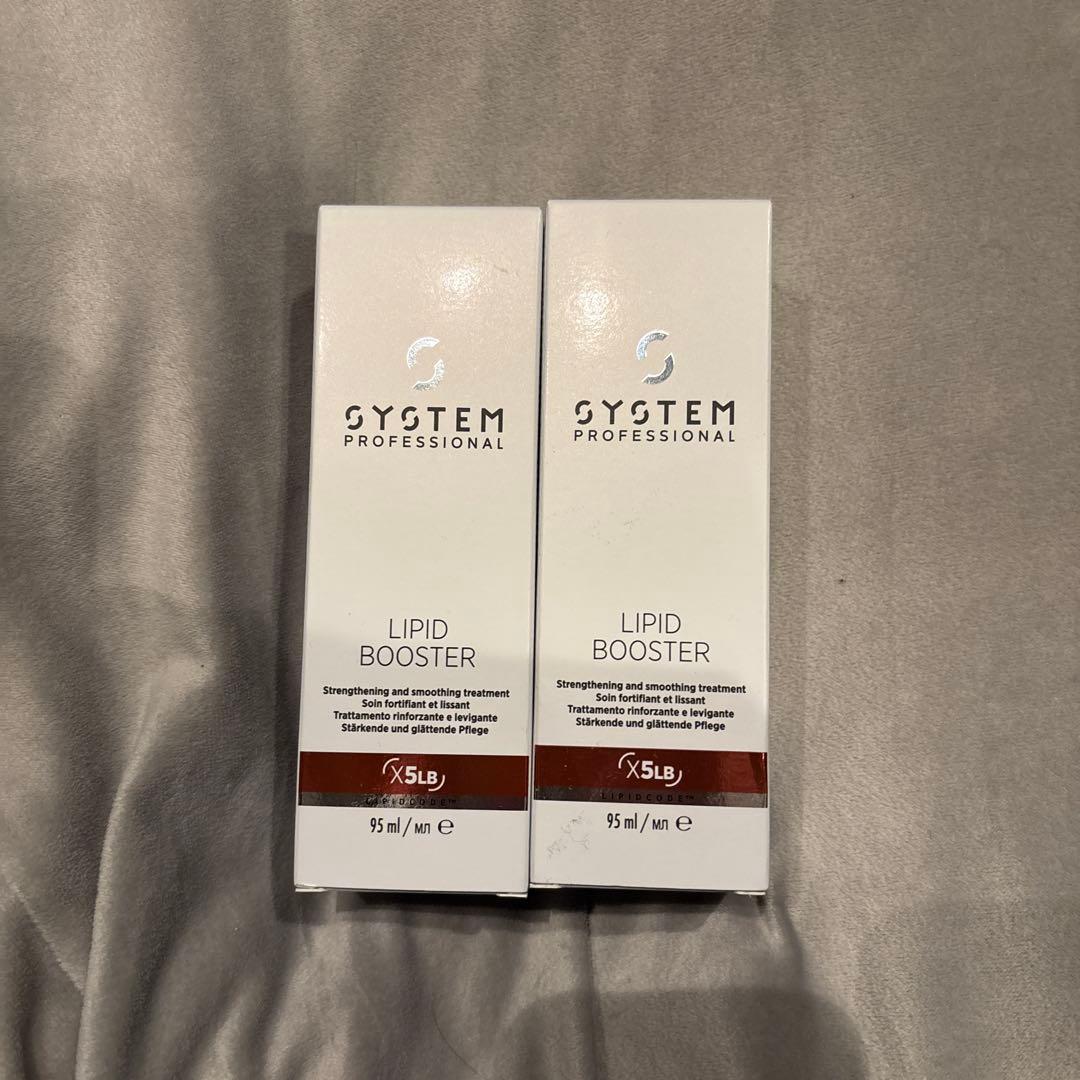 SYSTEM
PROFESSIONAL
LIPID
BOOSTER
Strengthening and smoothing treatment
Soin fortifiant et lissant
Trattamento rinforzante e levigante
Stärkende und glättende Pflege
X5LB
LIPIDCODE™
95 ml / мл e
SYSTEM
PROFESSIONAL
LIPID
BOOSTER
Strengthening and smoothing treatment
Soin fortifiant et lissant
Trattamento rinforzante e levigante
Stärkende und glättende Pflege
X5LB
LIPIDCODE™
95 ml / мл e